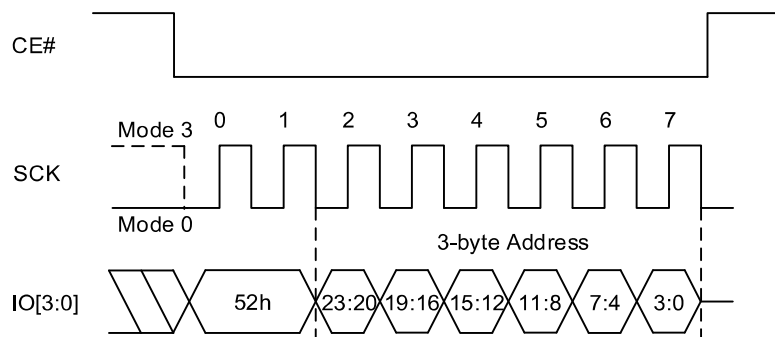 CE#
0 1 2 3 4 5 6 7
Mode 3
SCK
Mode 0
3-byte Address
IO[3:0]
52h
23:20 19:16 15:12 11:8 7:4 3:0